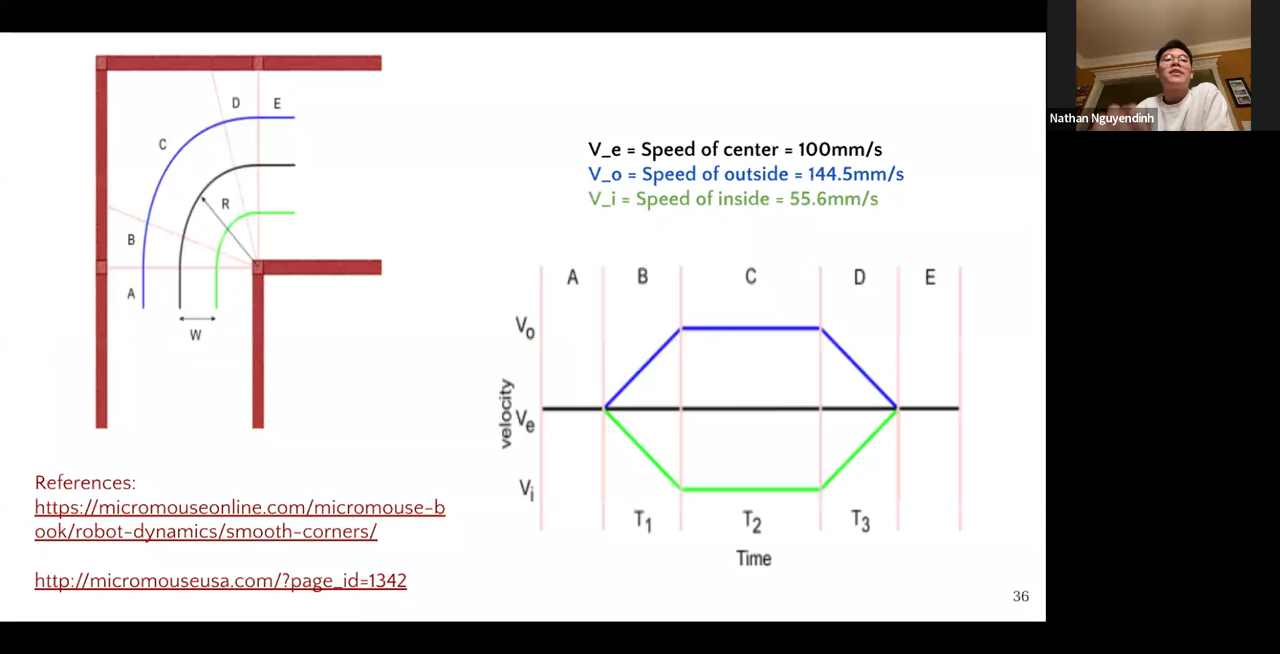 D E
C
R
B
A
W
V_e = Speed of center = 100mm/s
V_o = Speed of outside = 144.5mm/s
V_i = Speed of inside = 55.6mm/s
A B C D E
Vo
Ve
Vi
velocity
T1 T2 T3
Time
References:
https://micromouseonline.com/micromouse-b
ook/robot-dynamics/smooth-corners/
http://micromouseusa.com/?page_id=1342
36
Nathan Nguyendinh